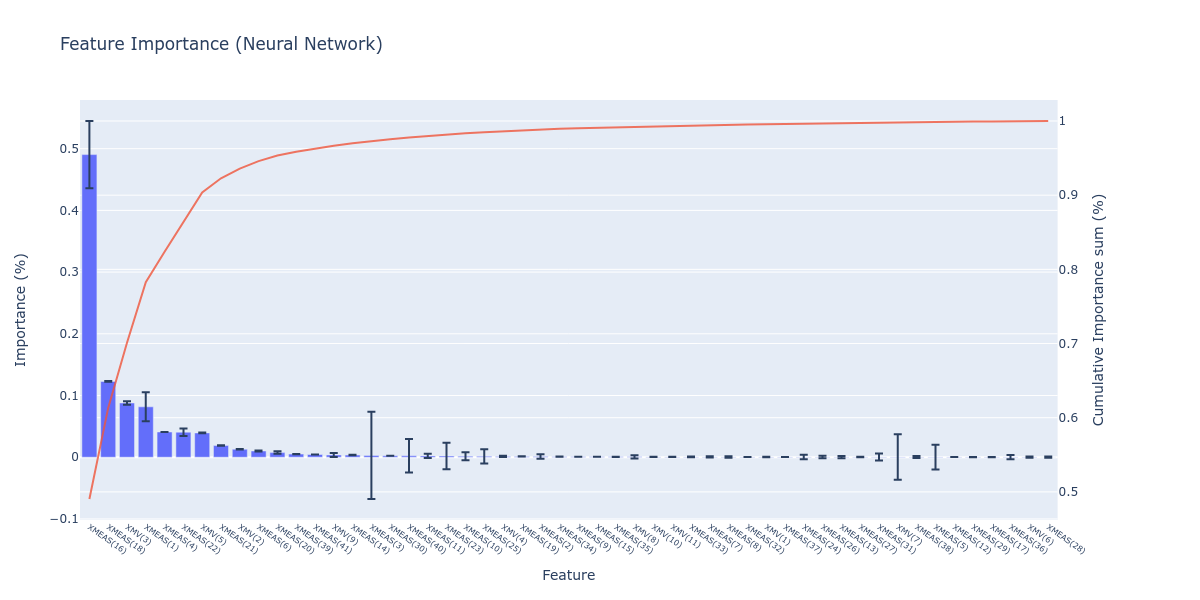 Feature Importance (Neural Network)
0.5
0.4
0.3
0.2
0.1
0
−0.1
Importance (%)
1
0.9
0.8
0.7
0.6
0.5
Cumulative Importance sum (%)
XMEAS(16)
XMEAS(18)
XMV(3)
XMEAS(1)
XMEAS(4)
XMEAS(22)
XMV(5)
XMEAS(21)
XMV(2)
XMEAS(6)
XMEAS(20)
XMEAS(39)
XMEAS(41)
XMV(9)
XMEAS(14)
XMEAS(3)
XMEAS(30)
XMEAS(40)
XMEAS(11)
XMEAS(23)
XMEAS(10)
XMEAS(25)
XMV(4)
XMEAS(19)
XMEAS(2)
XMEAS(34)
XMEAS(9)
XMEAS(15)
XMEAS(35)
XMV(8)
XMV(10)
XMV(11)
XMEAS(33)
XMEAS(7)
XMEAS(8)
XMEAS(32)
XMV(1)
XMEAS(37)
XMEAS(24)
XMEAS(26)
XMEAS(13)
XMEAS(27)
XMEAS(31)
XMV(7)
XMEAS(38)
XMEAS(5)
XMEAS(12)
XMEAS(29)
XMEAS(17)
XMEAS(36)
XMV(6)
XMEAS(28)
Feature